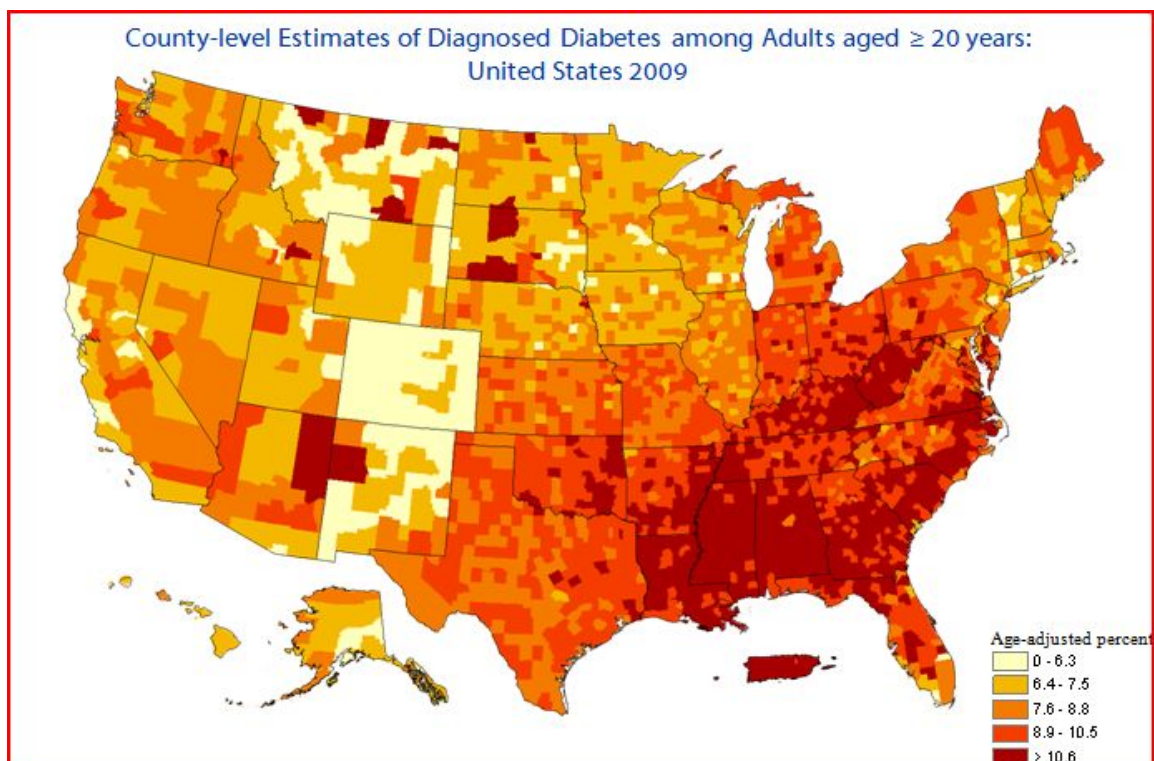 County-level Estimates of Diagnosed Diabetes among Adults aged ≥ 20 years:
United States 2009
Age-adjusted percent
0 - 6.3
6.4 - 7.5
7.6 - 8.8
8.9 - 10.5
> 10.6